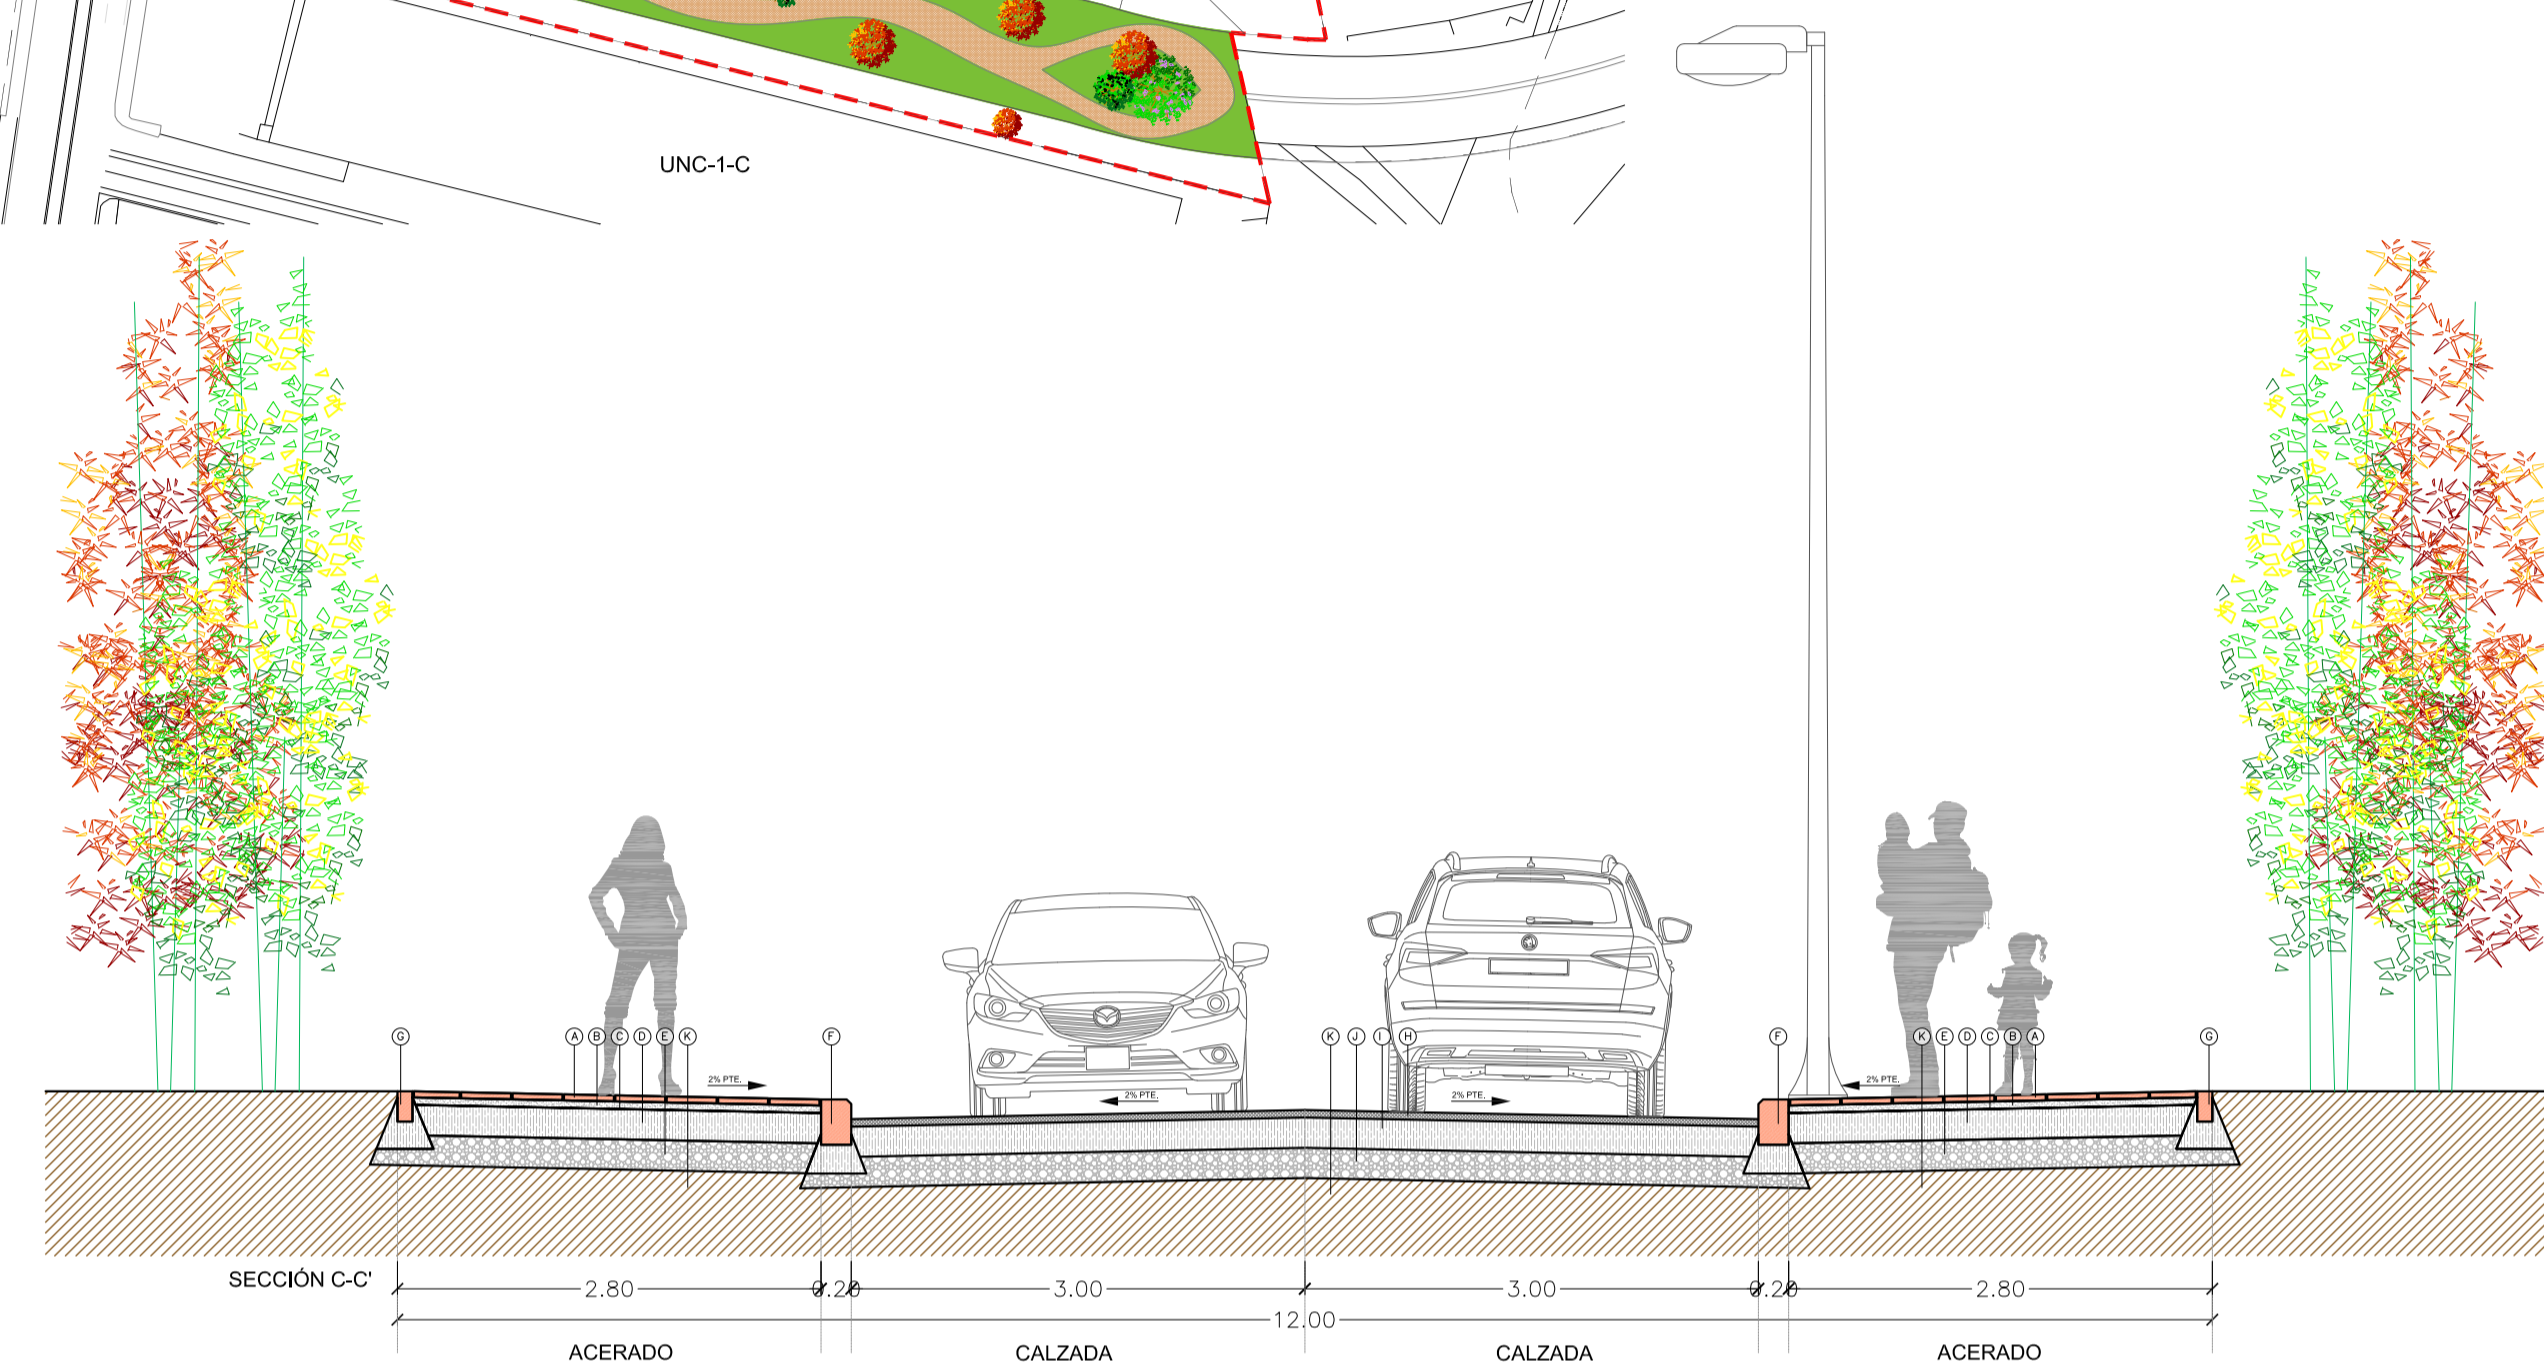 UNC-1-C
G A B C D E K F K J I H F K E D C B A G
2% PTE. 2% PTE. 2% PTE. 2% PTE.
SECCIÓN C-C'
2.80 0.20 3.00 3.00 0.20 2.80
12.00
ACERADO CALZADA CALZADA ACERADO